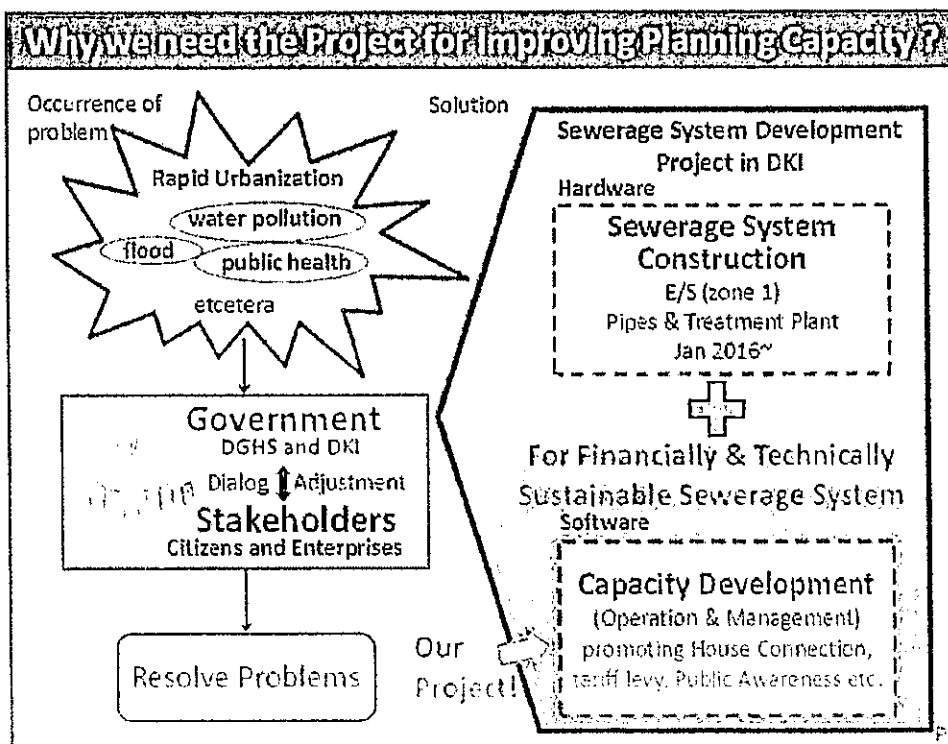 Why we need the Project for Improving Planning Capacity ?
Occurrence of
problem
Rapid Urbanization
water pollution
flood
public health
etcetera
Government
DGHS and DKI
Dialog Adjustment
Stakeholders
Citizens and Enterprises
Resolve Problems
Solution
Sewerage System Development
Project in DKI
Hardware
Sewerage System
Construction
E/S (zone 1)
Pipes & Treatment Plant
Jan 2016~
For Financially & Technically
Sustainable Sewerage System
Software
Capacity Development
(Operation & Management)
promoting House Connection,
tariff levy, Public Awareness etc.
Our
Project!